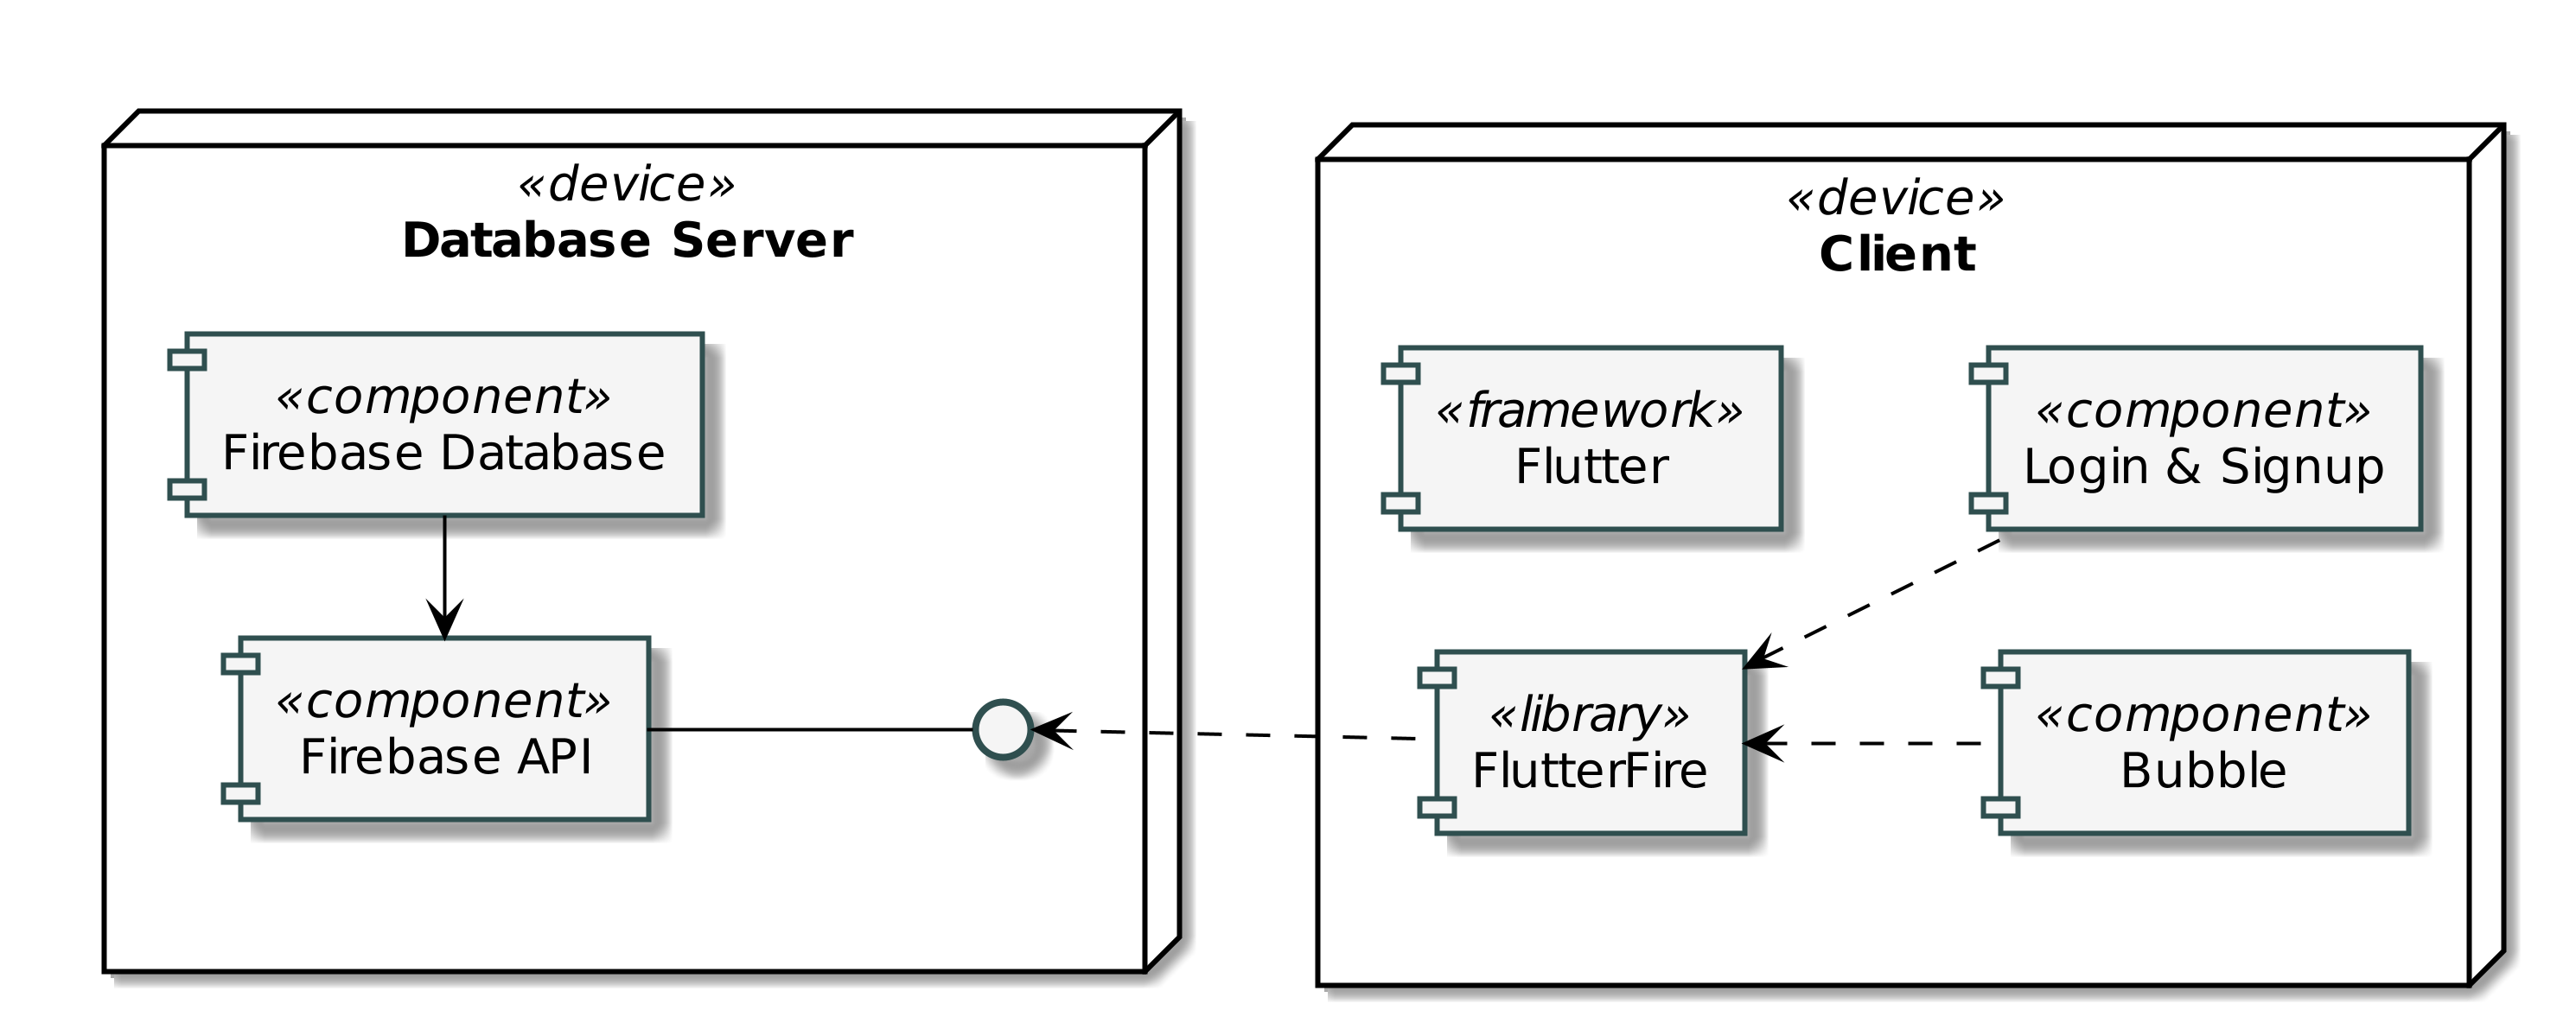 «device»
Database Server
«component»
Firebase Database
«component»
Firebase API
«device»
Client
«framework»
Flutter
«component»
Login & Signup
«library»
FlutterFire
«component»
Bubble